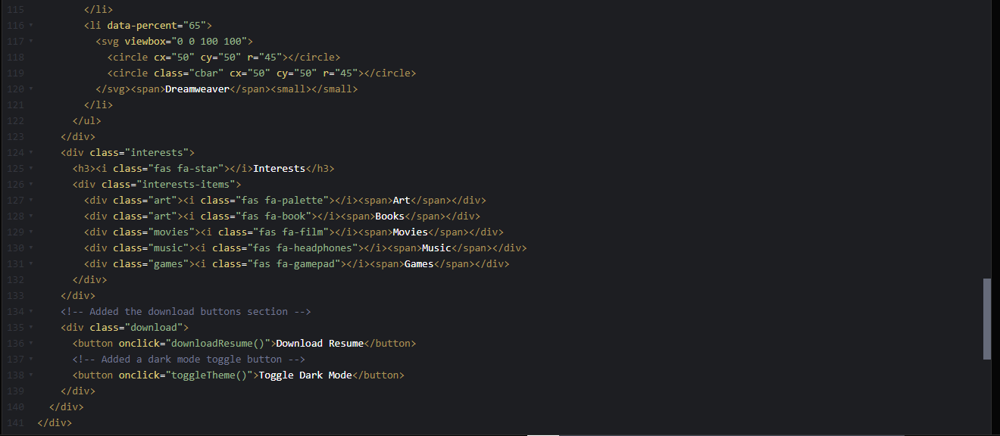 115 </li>
116 <li data-percent="65">
117 <svg viewbox="0 0 100 100">
118 <circle cx="50" cy="50" r="45"></circle>
119 <circle class="cbar" cx="50" cy="50" r="45"></circle>
120 </svg><span>Dreamweaver</span><small></small>
121 </li>
122 </ul>
123 </div>
124 <div class="interests">
125 <h3><i class="fas fa-star"></i>Interests</h3>
126 <div class="interests-items">
127 <div class="art"><i class="fas fa-palette"></i><span>Art</span></div>
128 <div class="art"><i class="fas fa-book"></i><span>Books</span></div>
129 <div class="movies"><i class="fas fa-film"></i><span>Movies</span></div>
130 <div class="music"><i class="fas fa-headphones"></i><span>Music</span></div>
131 <div class="games"><i class="fas fa-gamepad"></i><span>Games</span></div>
132 </div>
133 </div>
134 <!-- Added the download buttons section -->
135 <div class="download">
136 <button onclick="downloadResume()">Download Resume</button>
137 <!-- Added a dark mode toggle button -->
138 <button onclick="toggleTheme()">Toggle Dark Mode</button>
139 </div>
140 </div>
141 </div>